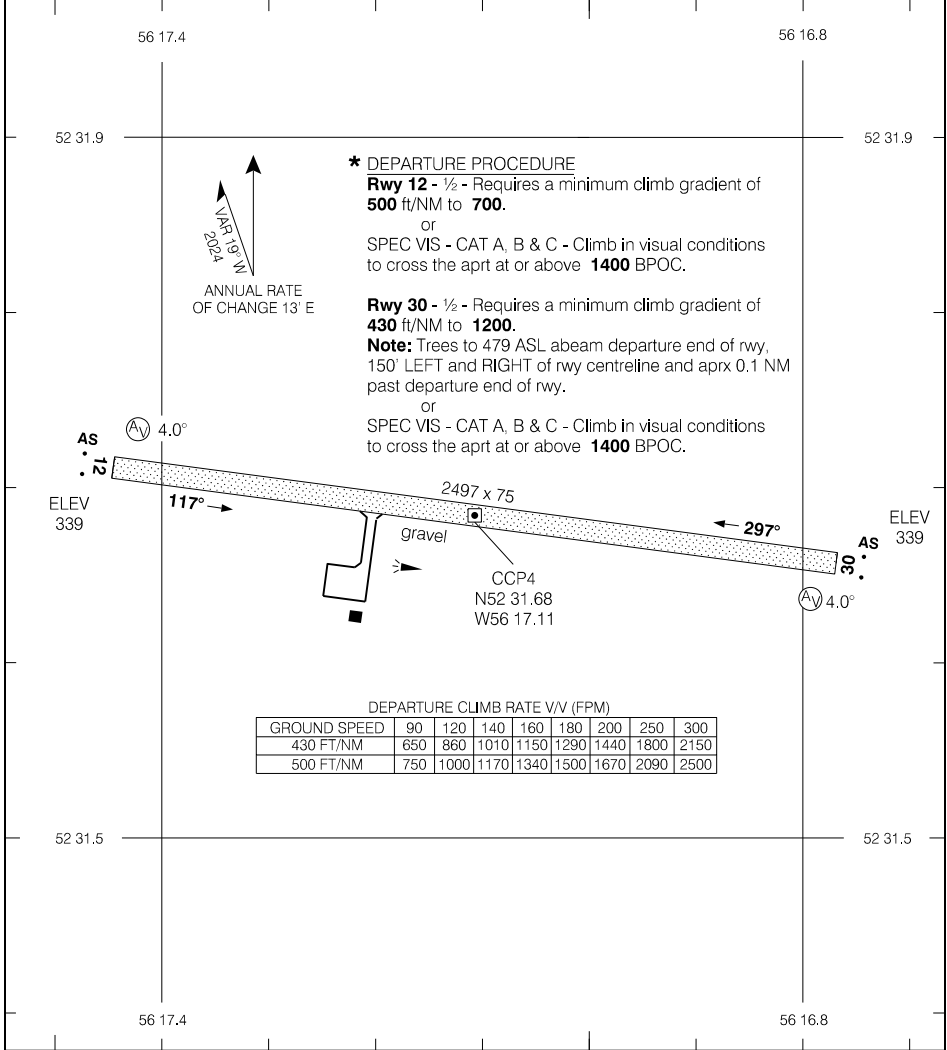 56 17.4
56 16.8
52 31.9
52 31.9
VAR 19° W
2024
ANNUAL RATE
OF CHANGE 13' E
* DEPARTURE PROCEDURE
Rwy 12 - ½ - Requires a minimum climb gradient of
500 ft/NM to 700.
or
SPEC VIS - CAT A, B & C - Climb in visual conditions
to cross the aprt at or above 1400 BPOC.
Rwy 30 - ½ - Requires a minimum climb gradient of
430 ft/NM to 1200.
Note: Trees to 479 ASL abeam departure end of rwy,
150' LEFT and RIGHT of rwy centreline and aprx 0.1 NM
past departure end of rwy.
or
SPEC VIS - CAT A, B & C - Climb in visual conditions
to cross the aprt at or above 1400 BPOC.
AV 4.0°
AS
12
ELEV
339
117°
2497 x 75
gravel
297°
ELEV
339
AS
30
AV 4.0°
CCP4
N52 31.68
W56 17.11
DEPARTURE CLIMB RATE V/V (FPM)
GROUND SPEED 90 120 140 160 180 200 250 300
430 FT/NM 650 860 1010 1150 1290 1440 1800 2150
500 FT/NM 750 1000 1170 1340 1500 1670 2090 2500
52 31.5
52 31.5
56 17.4
56 16.8